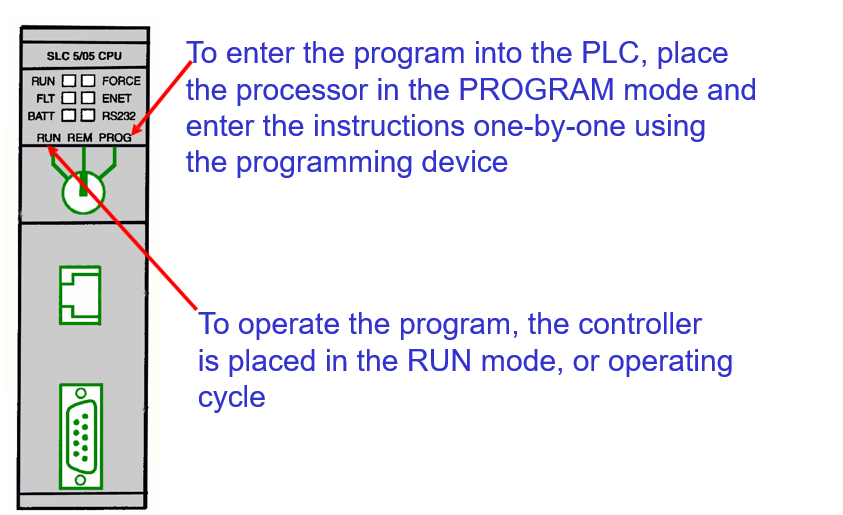 SLC 5/05 CPU
RUN FORCE
FLT ENET
BATT RS232
RUN REM PROG
To enter the program into the PLC, place
the processor in the PROGRAM mode and
enter the instructions one-by-one using
the programming device
To operate the program, the controller
is placed in the RUN mode, or operating
cycle